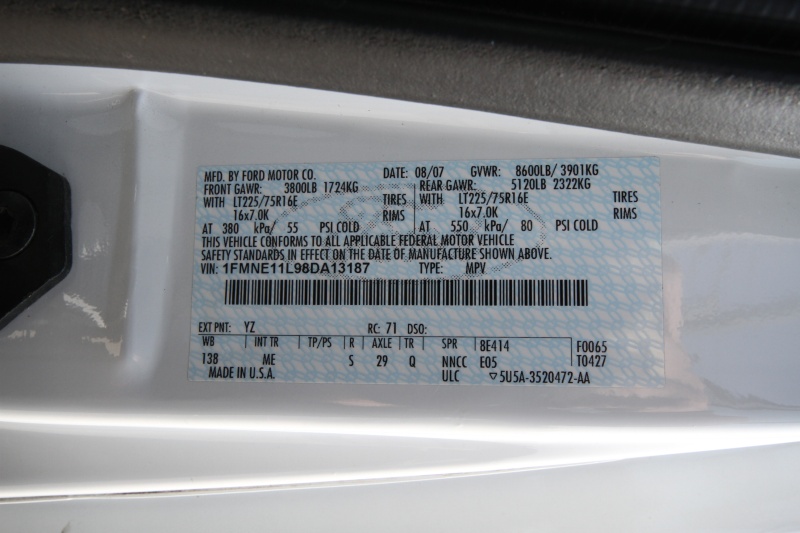 MFD. BY FORD MOTOR CO. DATE: 08/07 GVWR: 8600LB/ 3901KG
FRONT GAWR: 3800LB 1724KG REAR GAWR: 5120LB 2322KG
WITH LT225/75R16E TIRES WITH LT225/75R16E TIRES
16x7.0K RIMS 16x7.0K RIMS
AT 380 kPa/ 55 PSI COLD AT 550 kPa/ 80 PSI COLD
THIS VEHICLE CONFORMS TO ALL APPLICABLE FEDERAL MOTOR VEHICLE
SAFETY STANDARDS IN EFFECT ON THE DATE OF MANUFACTURE SHOWN ABOVE.
VIN: 1FMNE11L98DA13187 TYPE: MPV
EXT PNT: YZ RC: 71 DSO:
WB INT TR TP/PS R AXLE TR SPR 8E414 F0065
138 ME S 29 Q NNCC E05 T0427
MADE IN U.S.A. ULC ▽5U5A-3520472-AA